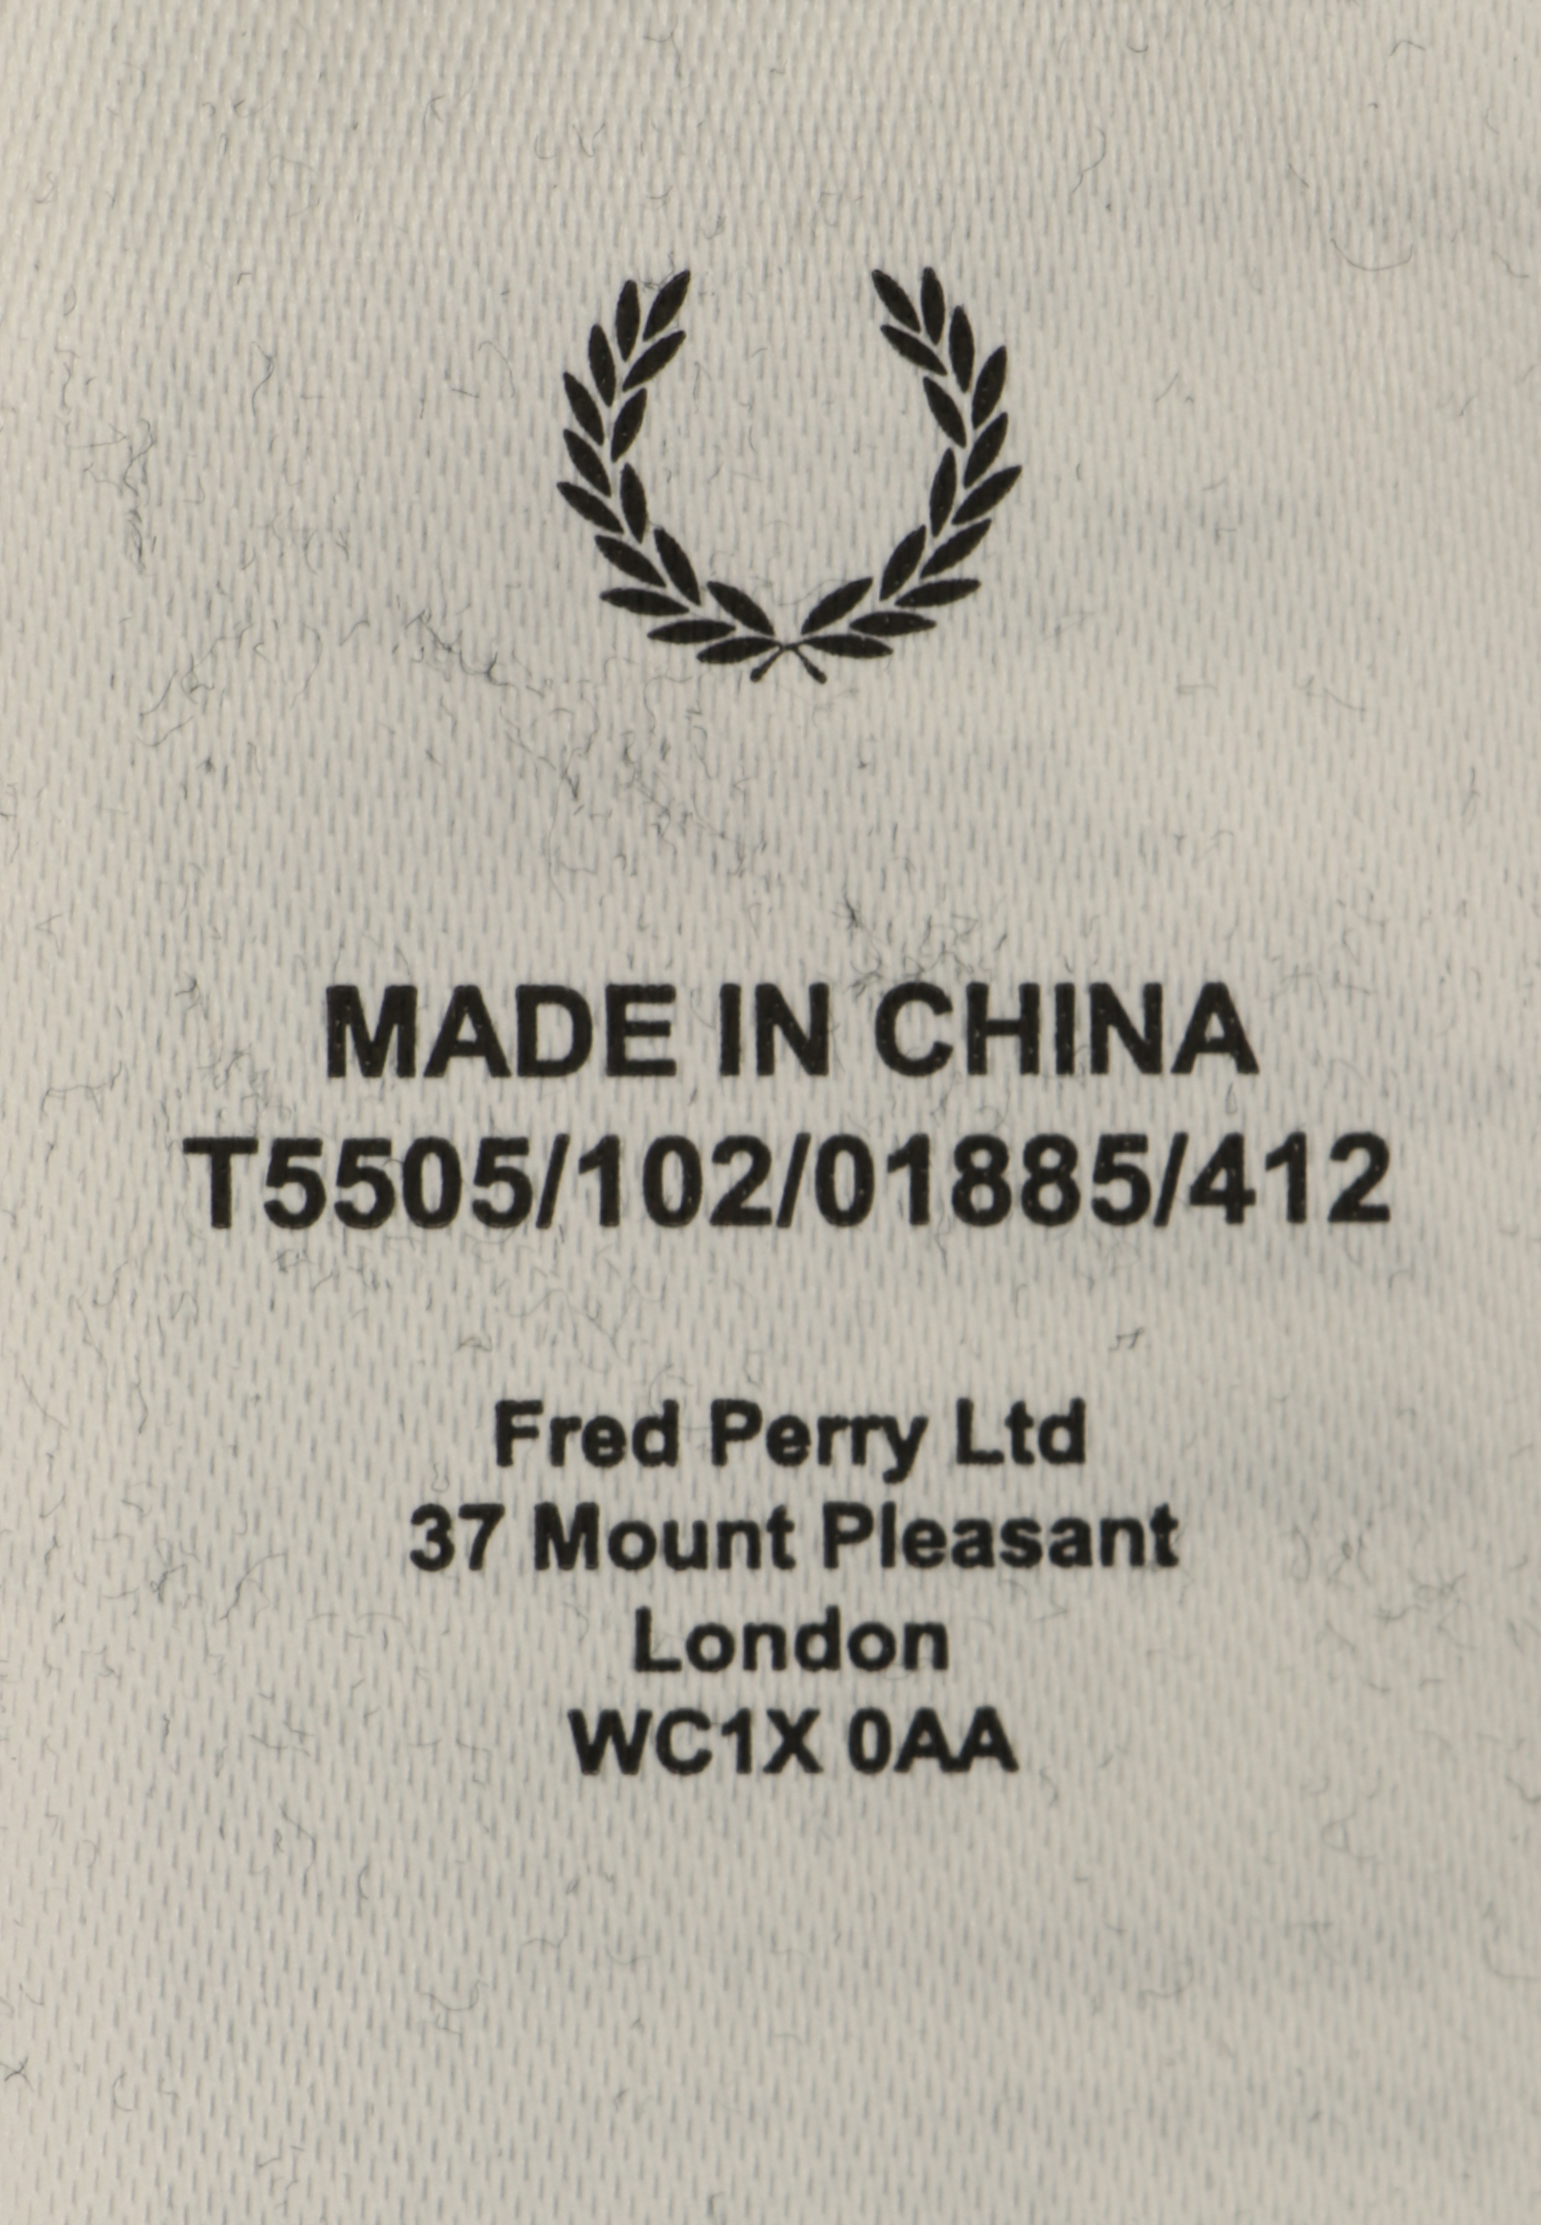 MADE IN CHINA
T5505/102/01885/412
Fred Perry Ltd
37 Mount Pleasant
London
WC1X 0AA